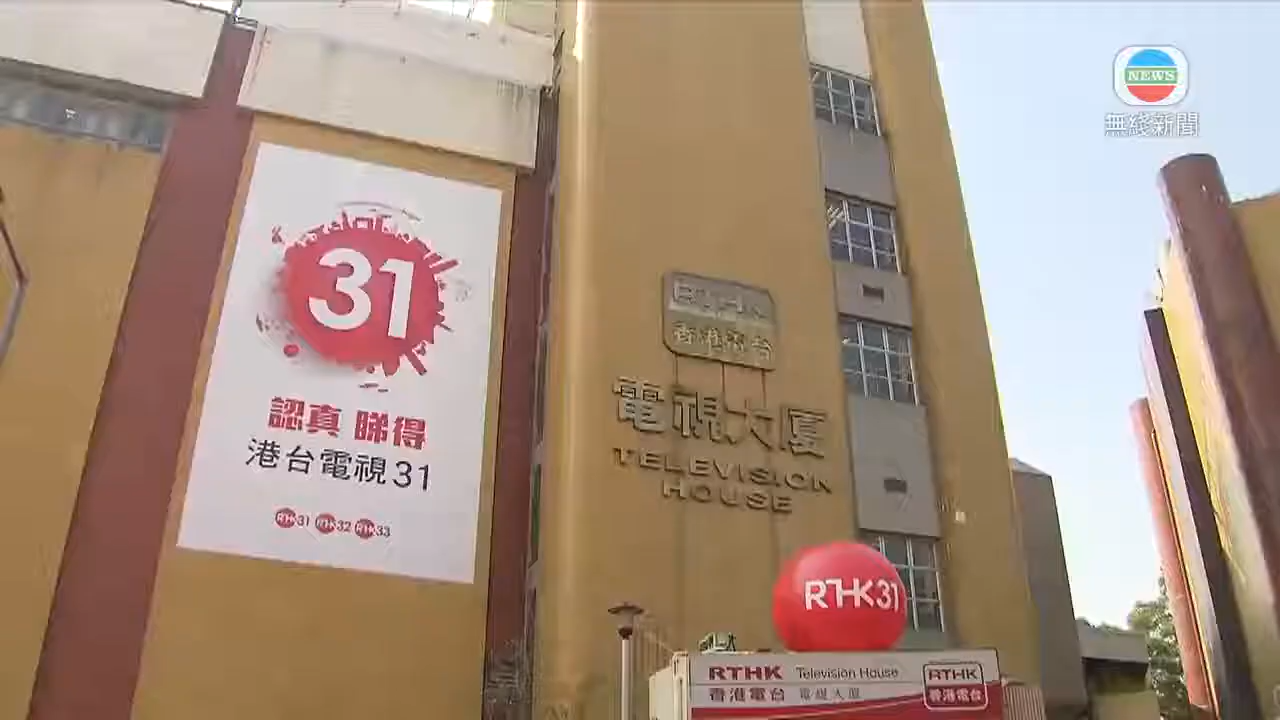 NEWS
無綫新聞
31
認真 睇得
港台電視31
RTHK31 RTHK32 RTHK33
RTHK
香港電台
電視大廈
TELEVISION
HOUSE
RTHK31
RTHK Television House
香港電台 電視大廈
RTHK
香港電台